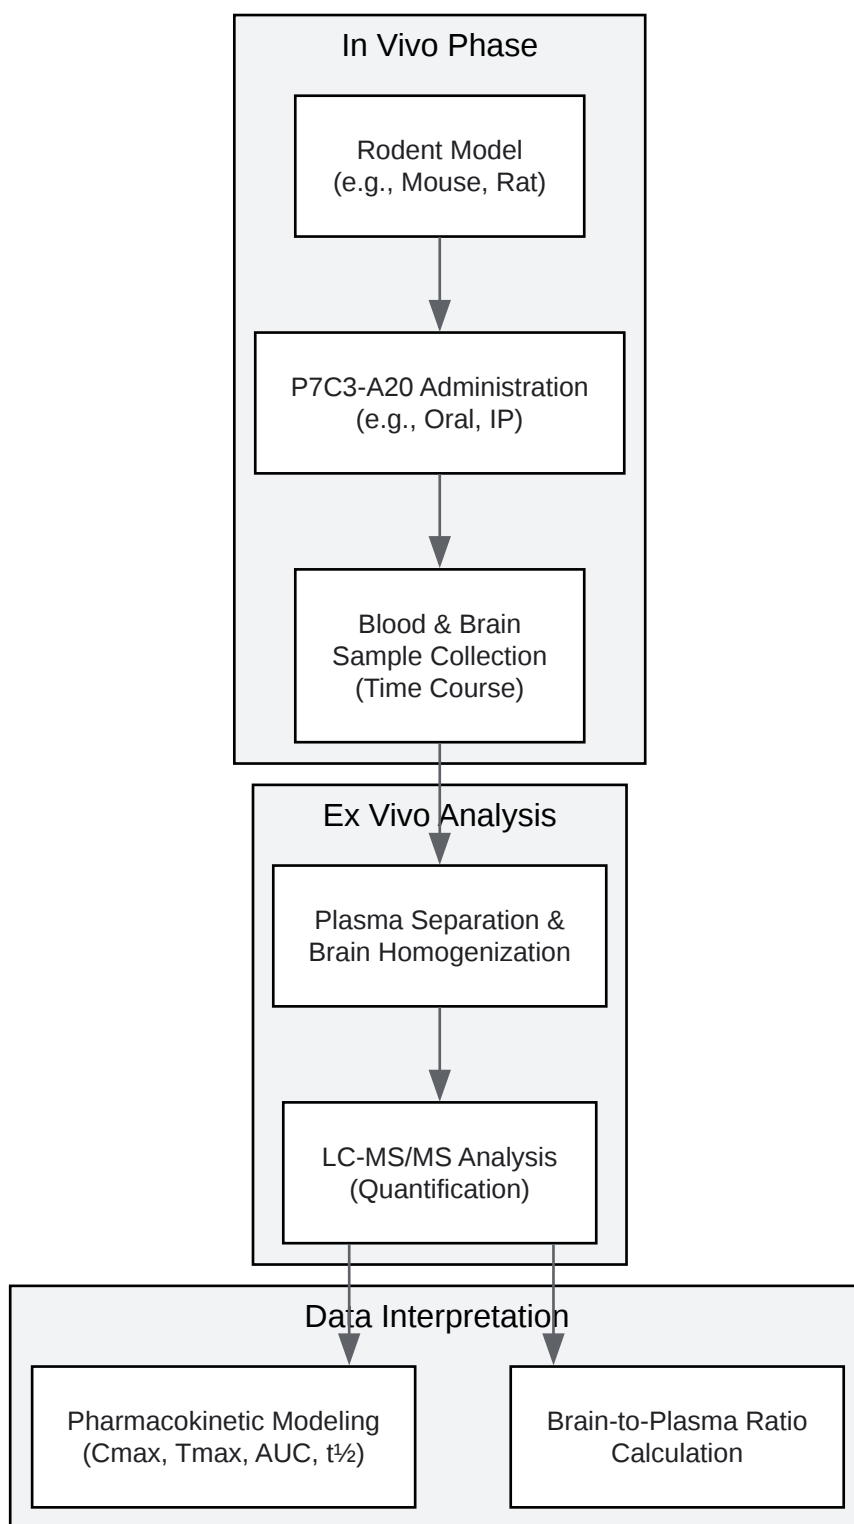 In Vivo Phase
Rodent Model
(e.g., Mouse, Rat)
P7C3-A20 Administration
(e.g., Oral, IP)
Blood & Brain
Sample Collection
(Time Course)
Ex Vivo Analysis
Plasma Separation &
Brain Homogenization
LC-MS/MS Analysis
(Quantification)
Data Interpretation
Pharmacokinetic Modeling
(Cmax, Tmax, AUC, t½)
Brain-to-Plasma Ratio
Calculation